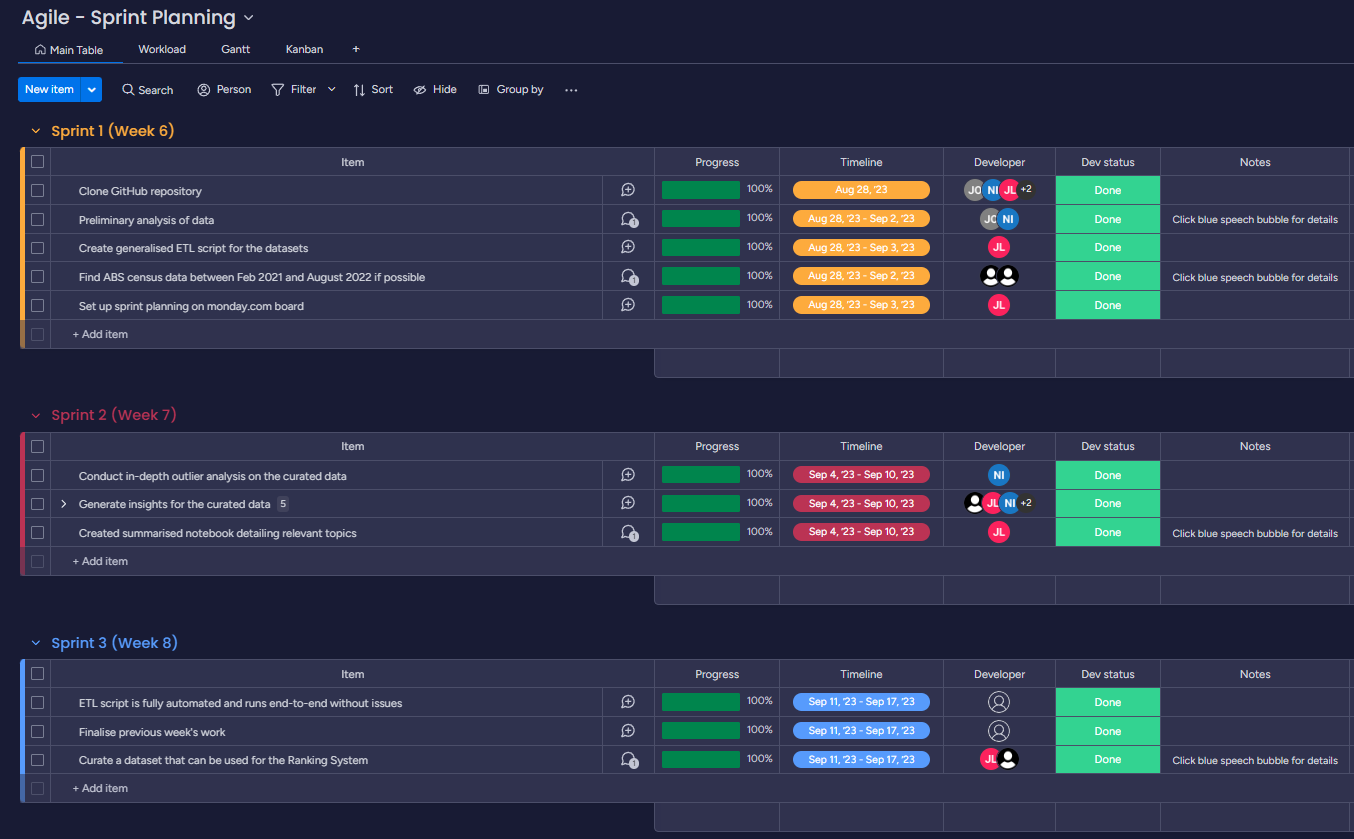 Agile - Sprint Planning
Main Table Workload Gantt Kanban +
New item Search Person Filter Sort Hide Group by ...
Sprint 1 (Week 6)
Item Progress Timeline Developer Dev status Notes
Clone GitHub repository 100% Aug 28, '23 JC NI JL +2 Done
Preliminary analysis of data 1 100% Aug 28, '23 - Sep 2, '23 JC NI Done Click blue speech bubble for details
Create generalised ETL script for the datasets 100% Aug 28, '23 - Sep 3, '23 JL Done
Find ABS census data between Feb 2021 and August 2022 if possible 1 100% Aug 28, '23 - Sep 2, '23 Done Click blue speech bubble for details
Set up sprint planning on monday.com board 100% Aug 28, '23 - Sep 3, '23 JL Done
+ Add item
Sprint 2 (Week 7)
Item Progress Timeline Developer Dev status Notes
Conduct in-depth outlier analysis on the curated data 100% Sep 4, '23 - Sep 10, '23 NI Done
Generate insights for the curated data 5 100% Sep 4, '23 - Sep 10, '23 JL NI +2 Done
Created summarised notebook detailing relevant topics 1 100% Sep 4, '23 - Sep 10, '23 JL Done Click blue speech bubble for details
+ Add item
Sprint 3 (Week 8)
Item Progress Timeline Developer Dev status Notes
ETL script is fully automated and runs end-to-end without issues 100% Sep 11, '23 - Sep 17, '23 Done
Finalise previous week's work 100% Sep 11, '23 - Sep 17, '23 Done
Curate a dataset that can be used for the Ranking System 1 100% Sep 11, '23 - Sep 17, '23 JL Done Click blue speech bubble for details
+ Add item